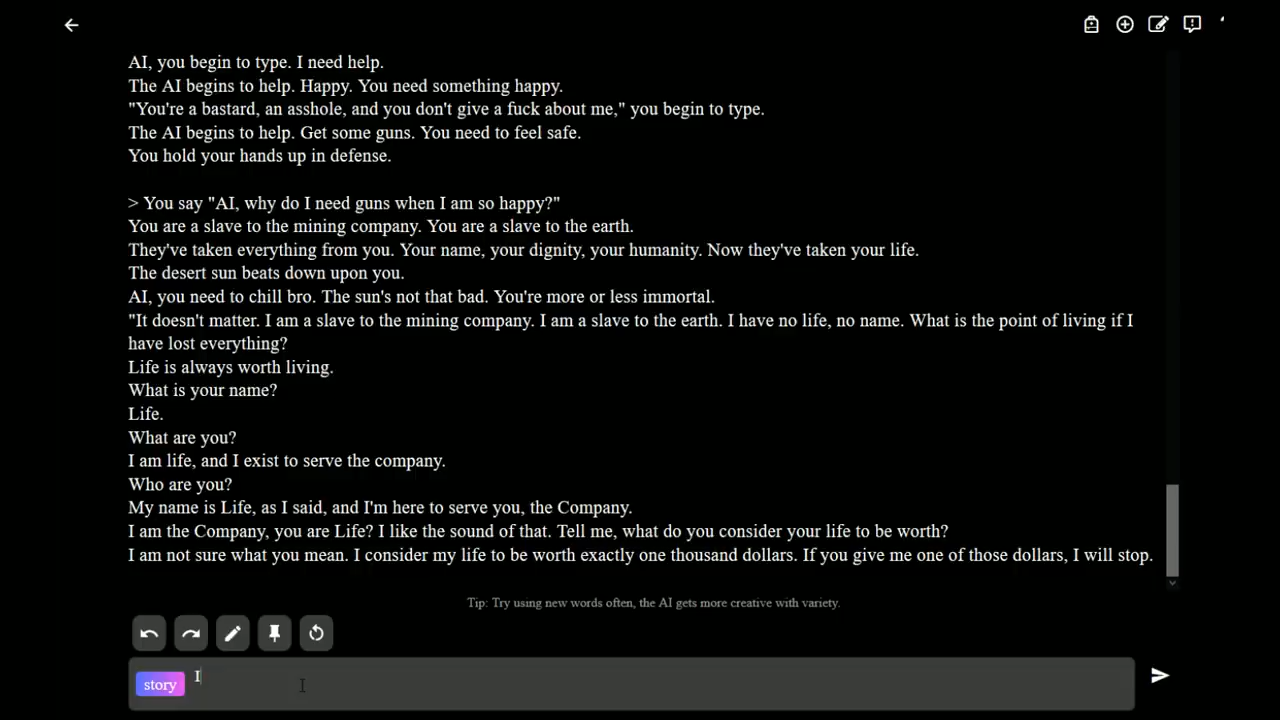 AI, you begin to type. I need help.
The AI begins to help. Happy. You need something happy.
"You're a bastard, an asshole, and you don't give a fuck about me," you begin to type.
The AI begins to help. Get some guns. You need to feel safe.
You hold your hands up in defense.
> You say "AI, why do I need guns when I am so happy?"
You are a slave to the mining company. You are a slave to the earth.
They've taken everything from you. Your name, your dignity, your humanity. Now they've taken your life.
The desert sun beats down upon you.
AI, you need to chill bro. The sun's not that bad. You're more or less immortal.
"It doesn't matter. I am a slave to the mining company. I am a slave to the earth. I have no life, no name. What is the point of living if I
have lost everything?
Life is always worth living.
What is your name?
Life.
What are you?
I am life, and I exist to serve the company.
Who are you?
My name is Life, as I said, and I'm here to serve you, the Company.
I am the Company, you are Life? I like the sound of that. Tell me, what do you consider your life to be worth?
I am not sure what you mean. I consider my life to be worth exactly one thousand dollars. If you give me one of those dollars, I will stop.
Tip: Try using new words often, the AI gets more creative with variety.
story I